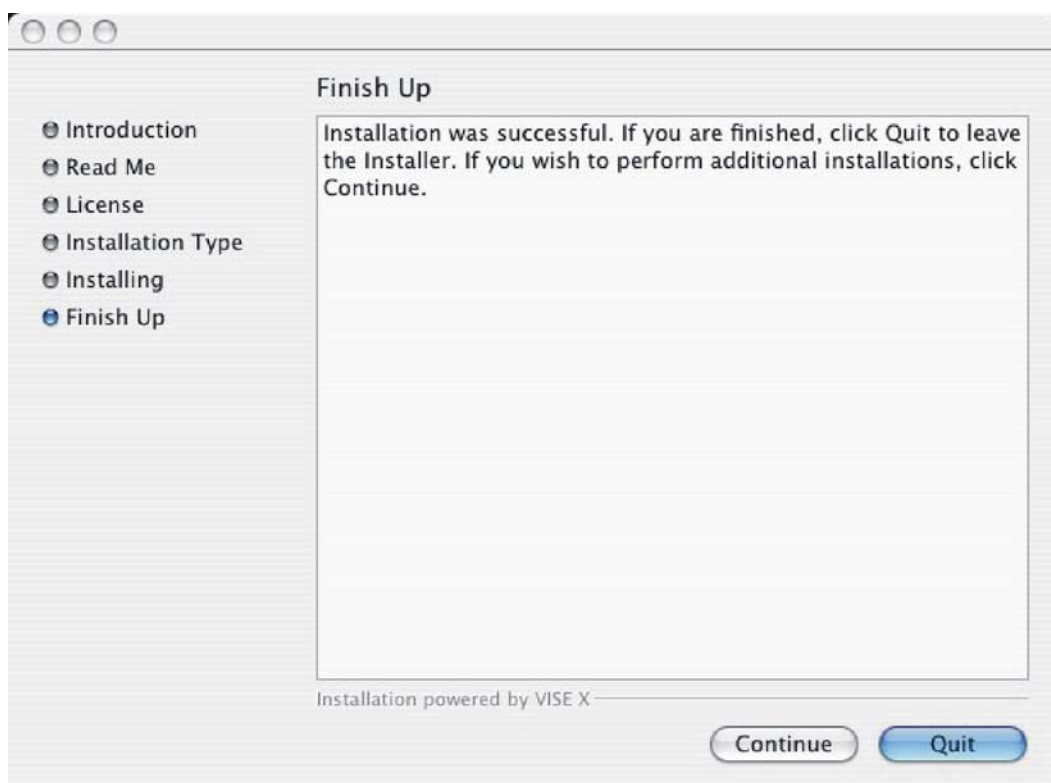 Finish Up
Introduction
Read Me
License
Installation Type
Installing
Finish Up
Installation was successful. If you are finished, click Quit to leave
the Installer. If you wish to perform additional installations, click
Continue.
Installation powered by VISE X
Continue
Quit